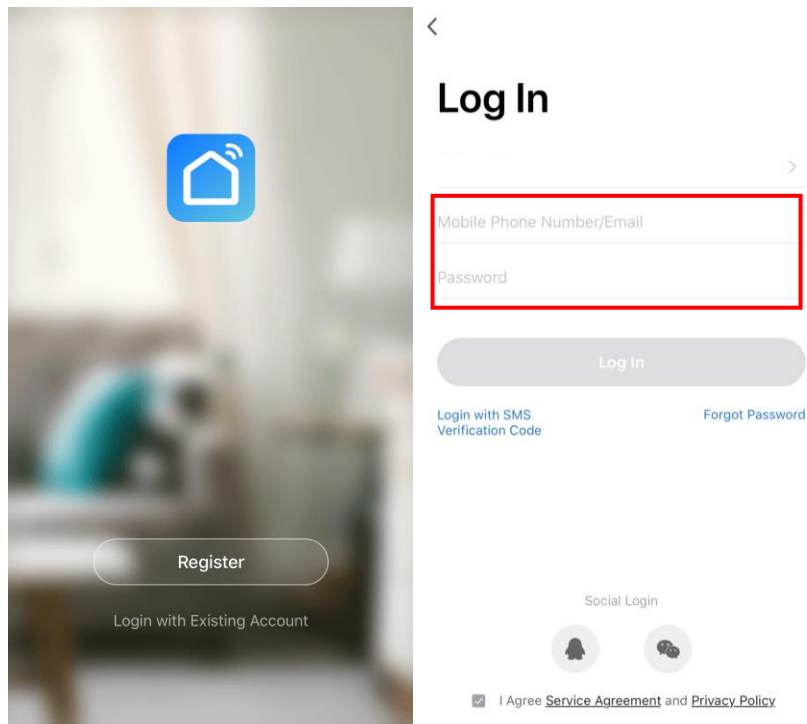 Register
Login with Existing Account
Log In
Mobile Phone Number/Email
Password
Log In
Login with SMS
Verification Code
Forgot Password
Social Login
I Agree Service Agreement and Privacy Policy